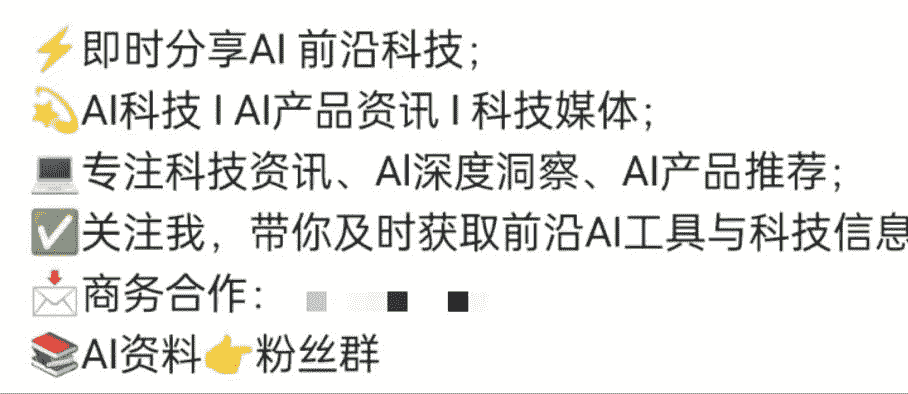 ⚡即时分享AI 前沿科技；
💫AI科技 I AI产品资讯 I 科技媒体；
💻专注科技资讯、AI深度洞察、AI产品推荐；
✅关注我，带你及时获取前沿AI工具与科技信息
📩商务合作：
📚AI资料👉粉丝群